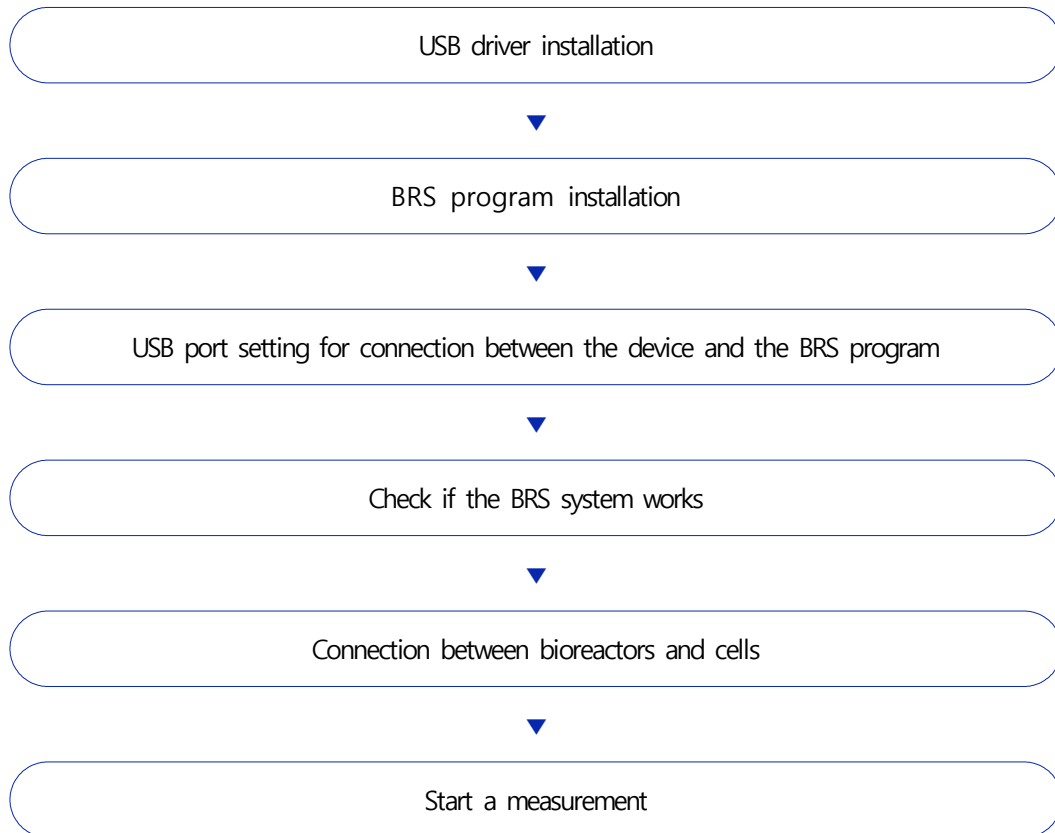 USB driver installation
BRS program installation
USB port setting for connection between the device and the BRS program
Check if the BRS system works
Connection between bioreactors and cells
Start a measurement